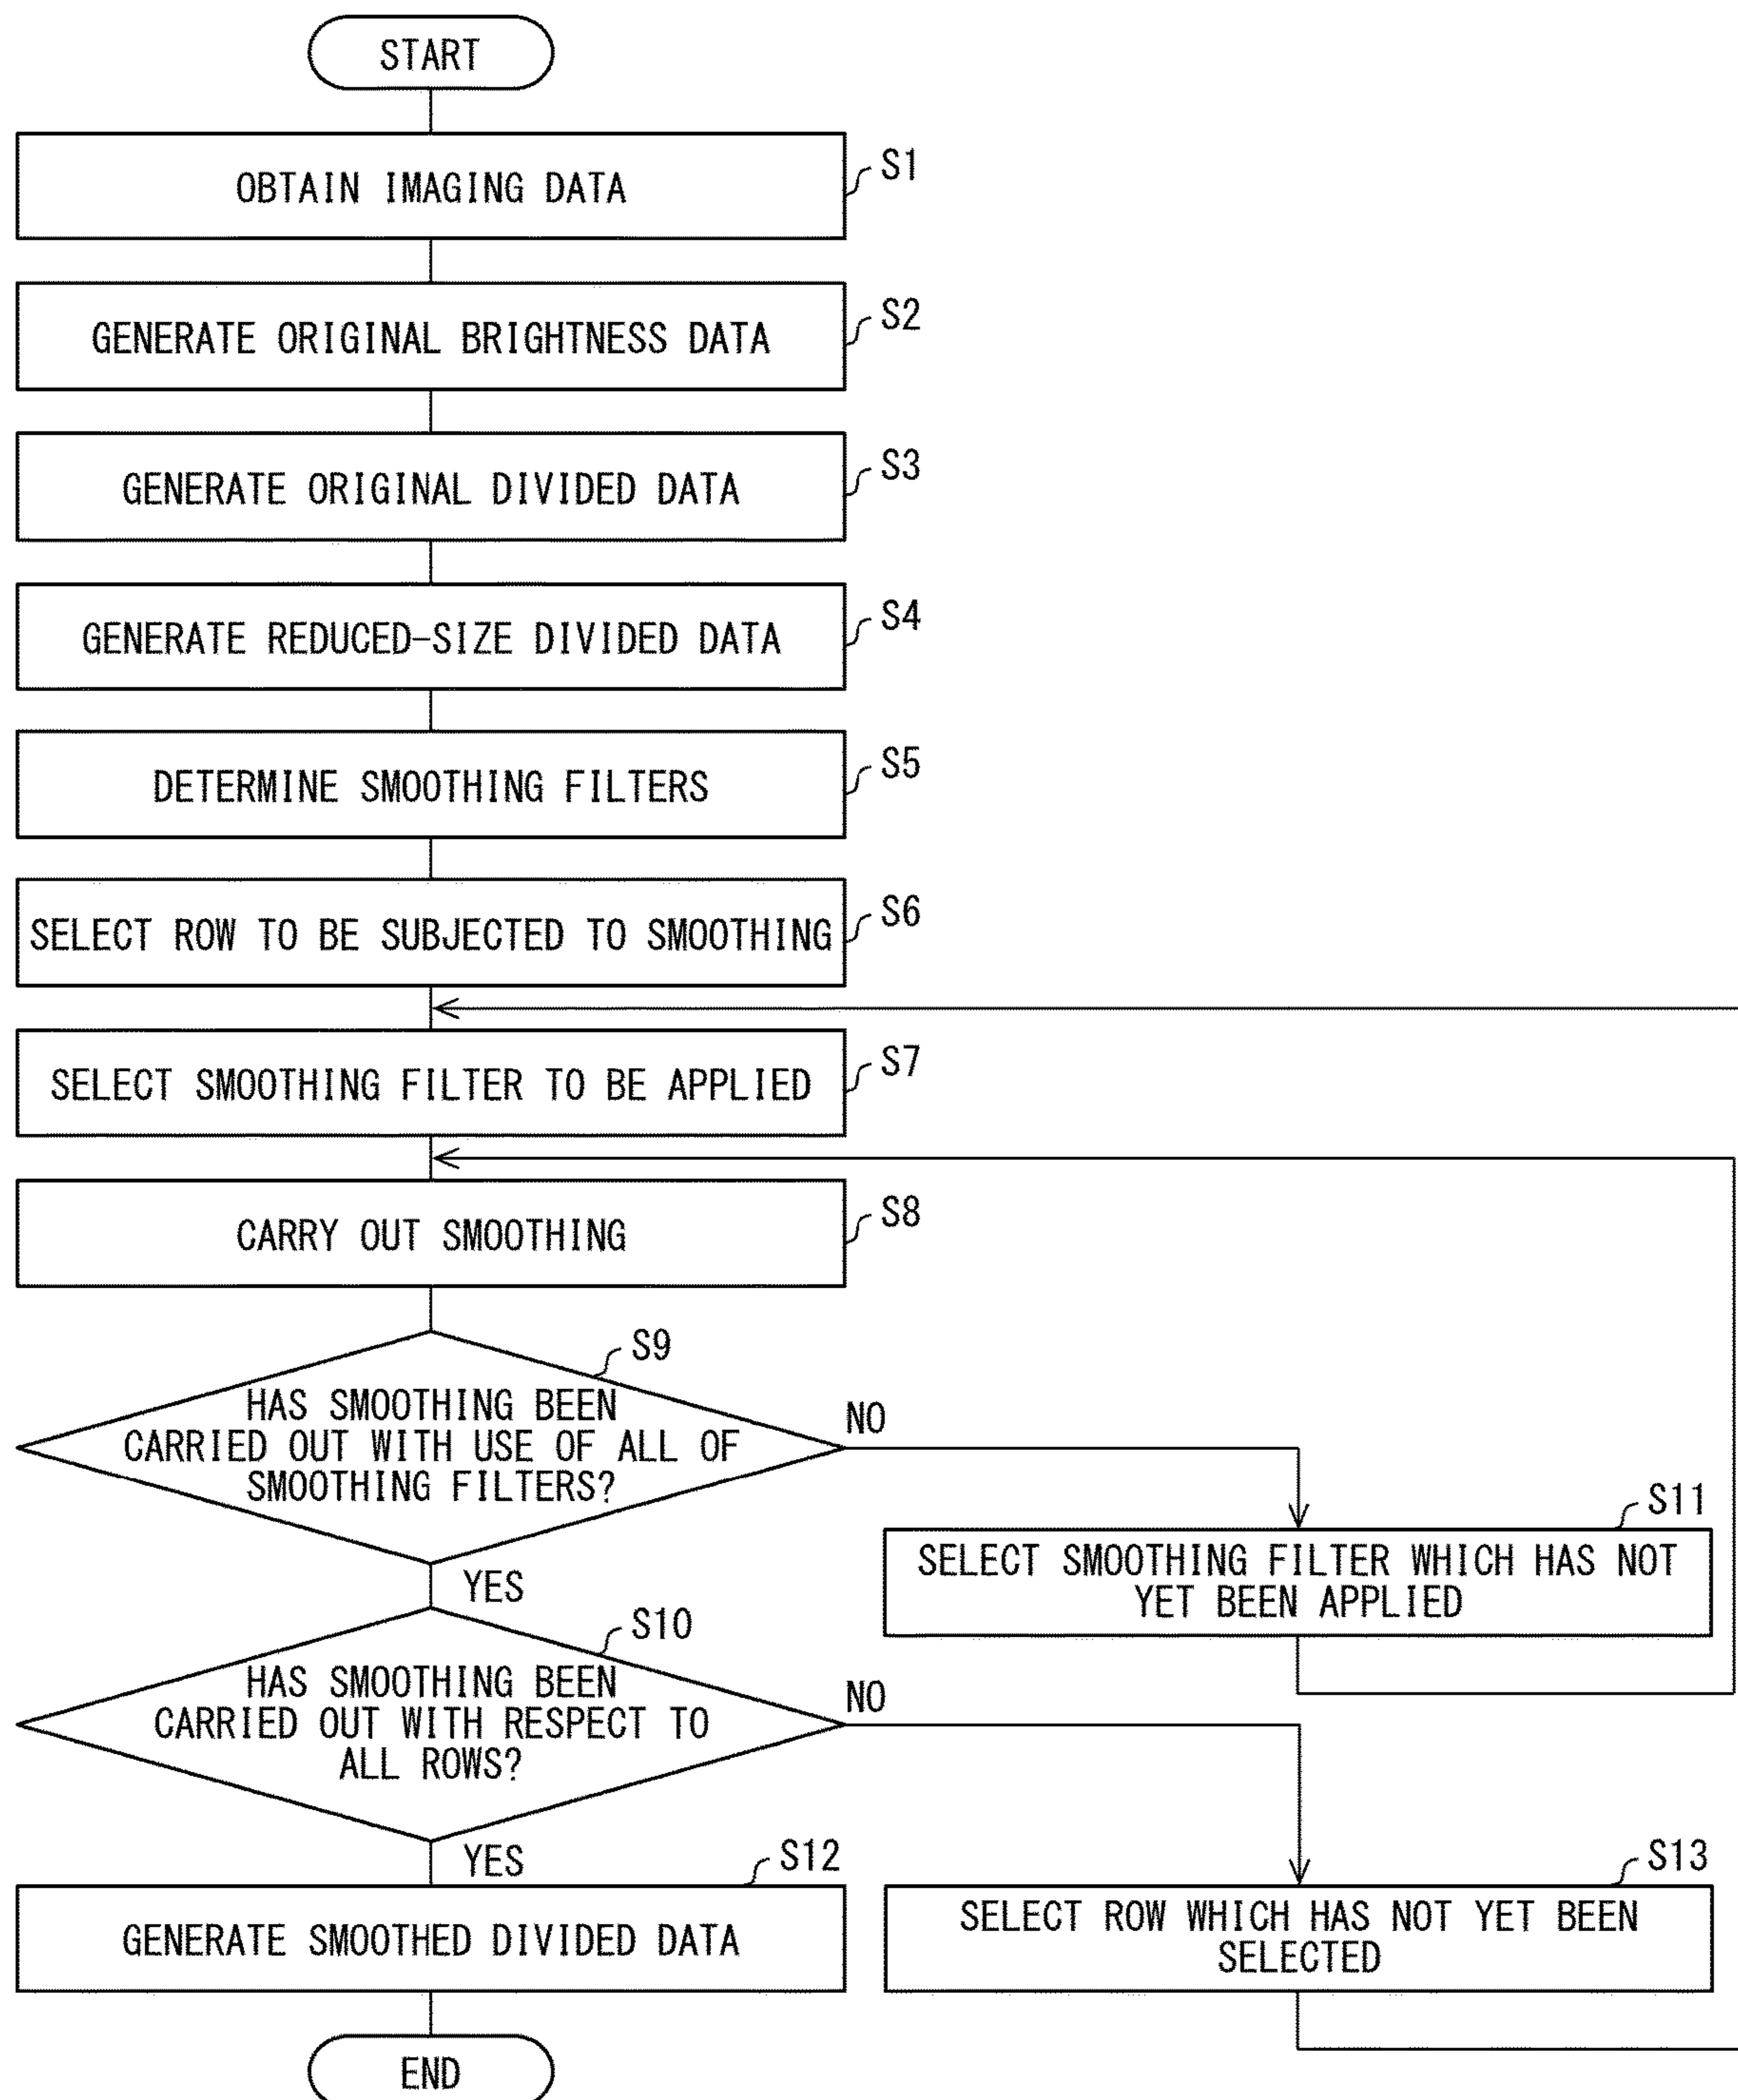 START
OBTAIN IMAGING DATA
S1
GENERATE ORIGINAL BRIGHTNESS DATA
S2
GENERATE ORIGINAL DIVIDED DATA
S3
GENERATE REDUCED-SIZE DIVIDED DATA
S4
DETERMINE SMOOTHING FILTERS
S5
SELECT ROW TO BE SUBJECTED TO SMOOTHING
S6
SELECT SMOOTHING FILTER TO BE APPLIED
S7
CARRY OUT SMOOTHING
S8
S9
HAS SMOOTHING BEEN
CARRIED OUT WITH USE OF ALL OF
SMOOTHING FILTERS?
NO
YES
S11
SELECT SMOOTHING FILTER WHICH HAS NOT
YET BEEN APPLIED
S10
HAS SMOOTHING BEEN
CARRIED OUT WITH RESPECT TO
ALL ROWS?
NO
YES
S12
GENERATE SMOOTHED DIVIDED DATA
S13
SELECT ROW WHICH HAS NOT YET BEEN
SELECTED
END